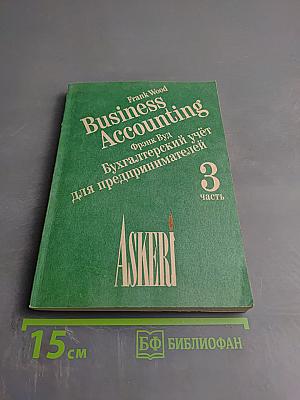 Frank Wood
Business
Accounting
Фрэнк Вуд
Бухгалтерский учёт
для предпринимателей
3
часть
ASKERI
15 см
БФ БИБЛИОФАН